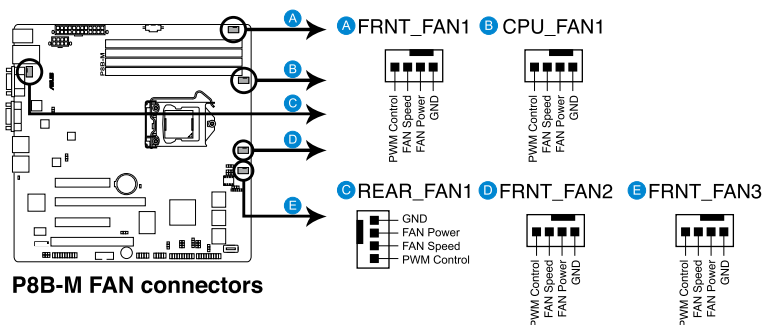 A
B
C
D
E
P8B-M
ASUS
A FRNT_FAN1
PWM Control
FAN Speed
FAN Power
GND
B CPU_FAN1
PWM Control
FAN Speed
FAN Power
GND
C REAR_FAN1
GND
FAN Power
FAN Speed
PWM Control
D FRNT_FAN2
PWM Control
FAN Speed
FAN Power
GND
E FRNT_FAN3
PWM Control
FAN Speed
FAN Power
GND
P8B-M FAN connectors